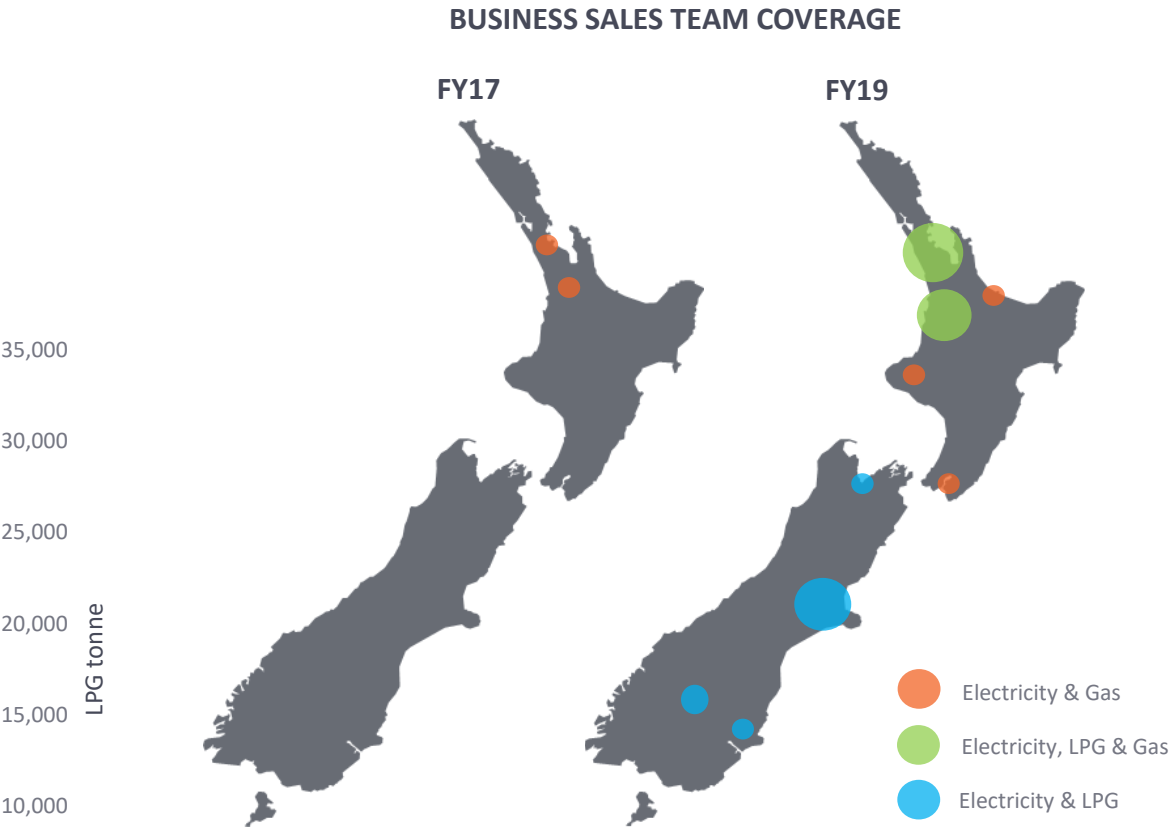 BUSINESS SALES TEAM COVERAGE
FY17
FY19
35,000
30,000
25,000
20,000
15,000
10,000
LPG tonne
Electricity & Gas
Electricity, LPG & Gas
Electricity & LPG